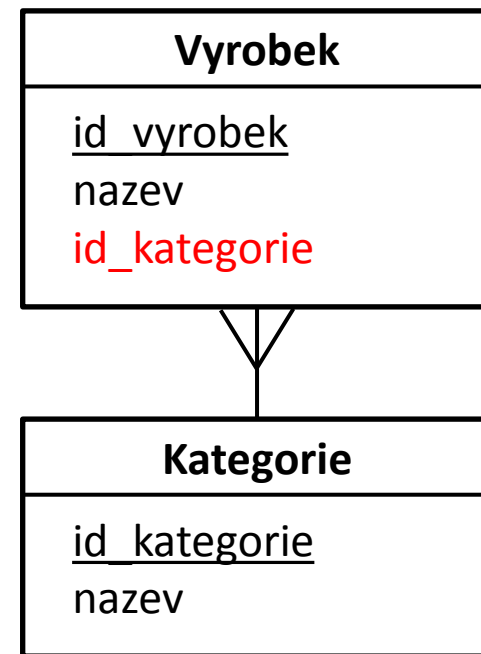 Vyrobek
id_vyrobek
nazev
id_kategorie
Kategorie
id_kategorie
nazev